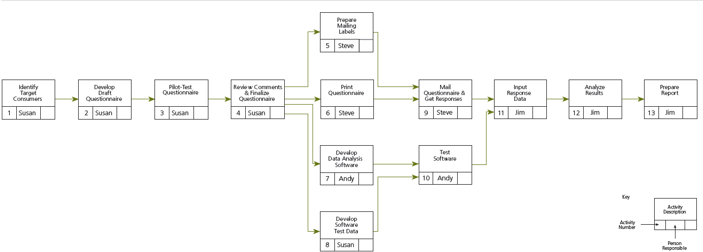 Prepare
Mailing
Labels
5 Steve
Identify
Target
Consumers
1 Susan
Develop
Draft
Questionnaire
2 Susan
Pilot-Test
Questionnaire
3 Susan
Review Comments
& Finalize
Questionnaire
4 Susan
Print
Questionnaire
6 Steve
Mail
Questionnaire &
Get Responses
9 Steve
Input
Response
Data
11 Jim
Analyze
Results
12 Jim
Prepare
Report
13 Jim
Develop
Data Analysis
Software
7 Andy
Test
Software
10 Andy
Develop
Software
Test Data
8 Susan
Key
Activity
Description
Activity
Number
Person
Responsible